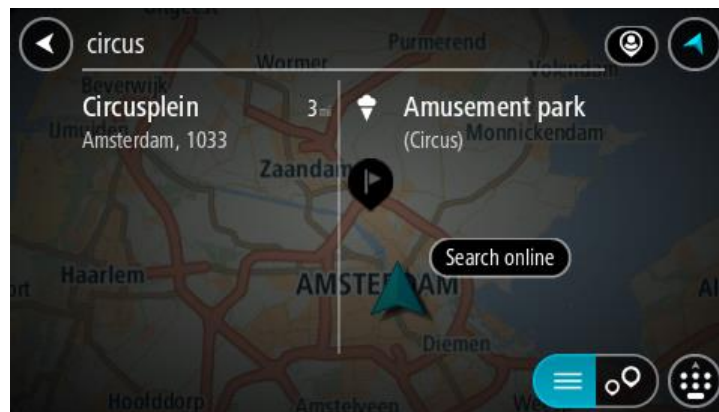 circus
Circusplein
3 mi
Amsterdam, 1033
Amusement park
(Circus)
Search online
Wormer
Purmerend
Volendam
Beverwijk
Monnickendam
Zaandam
Haarlem
AMSTERDAM
Diemen
Hoofddorp
Amstelveen